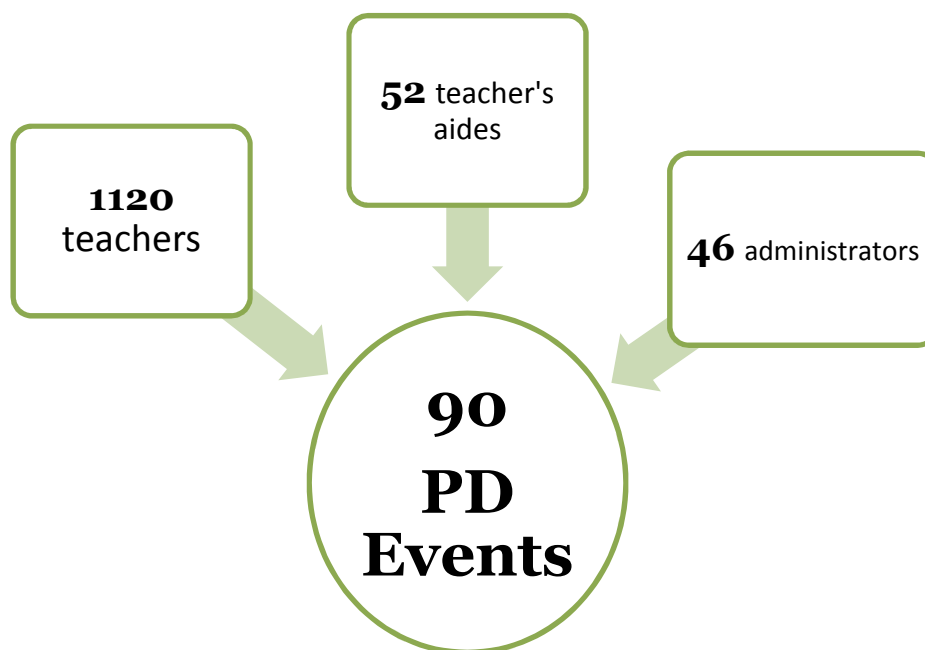 52 teacher's
aides
1120
teachers
46 administrators
90
PD
Events